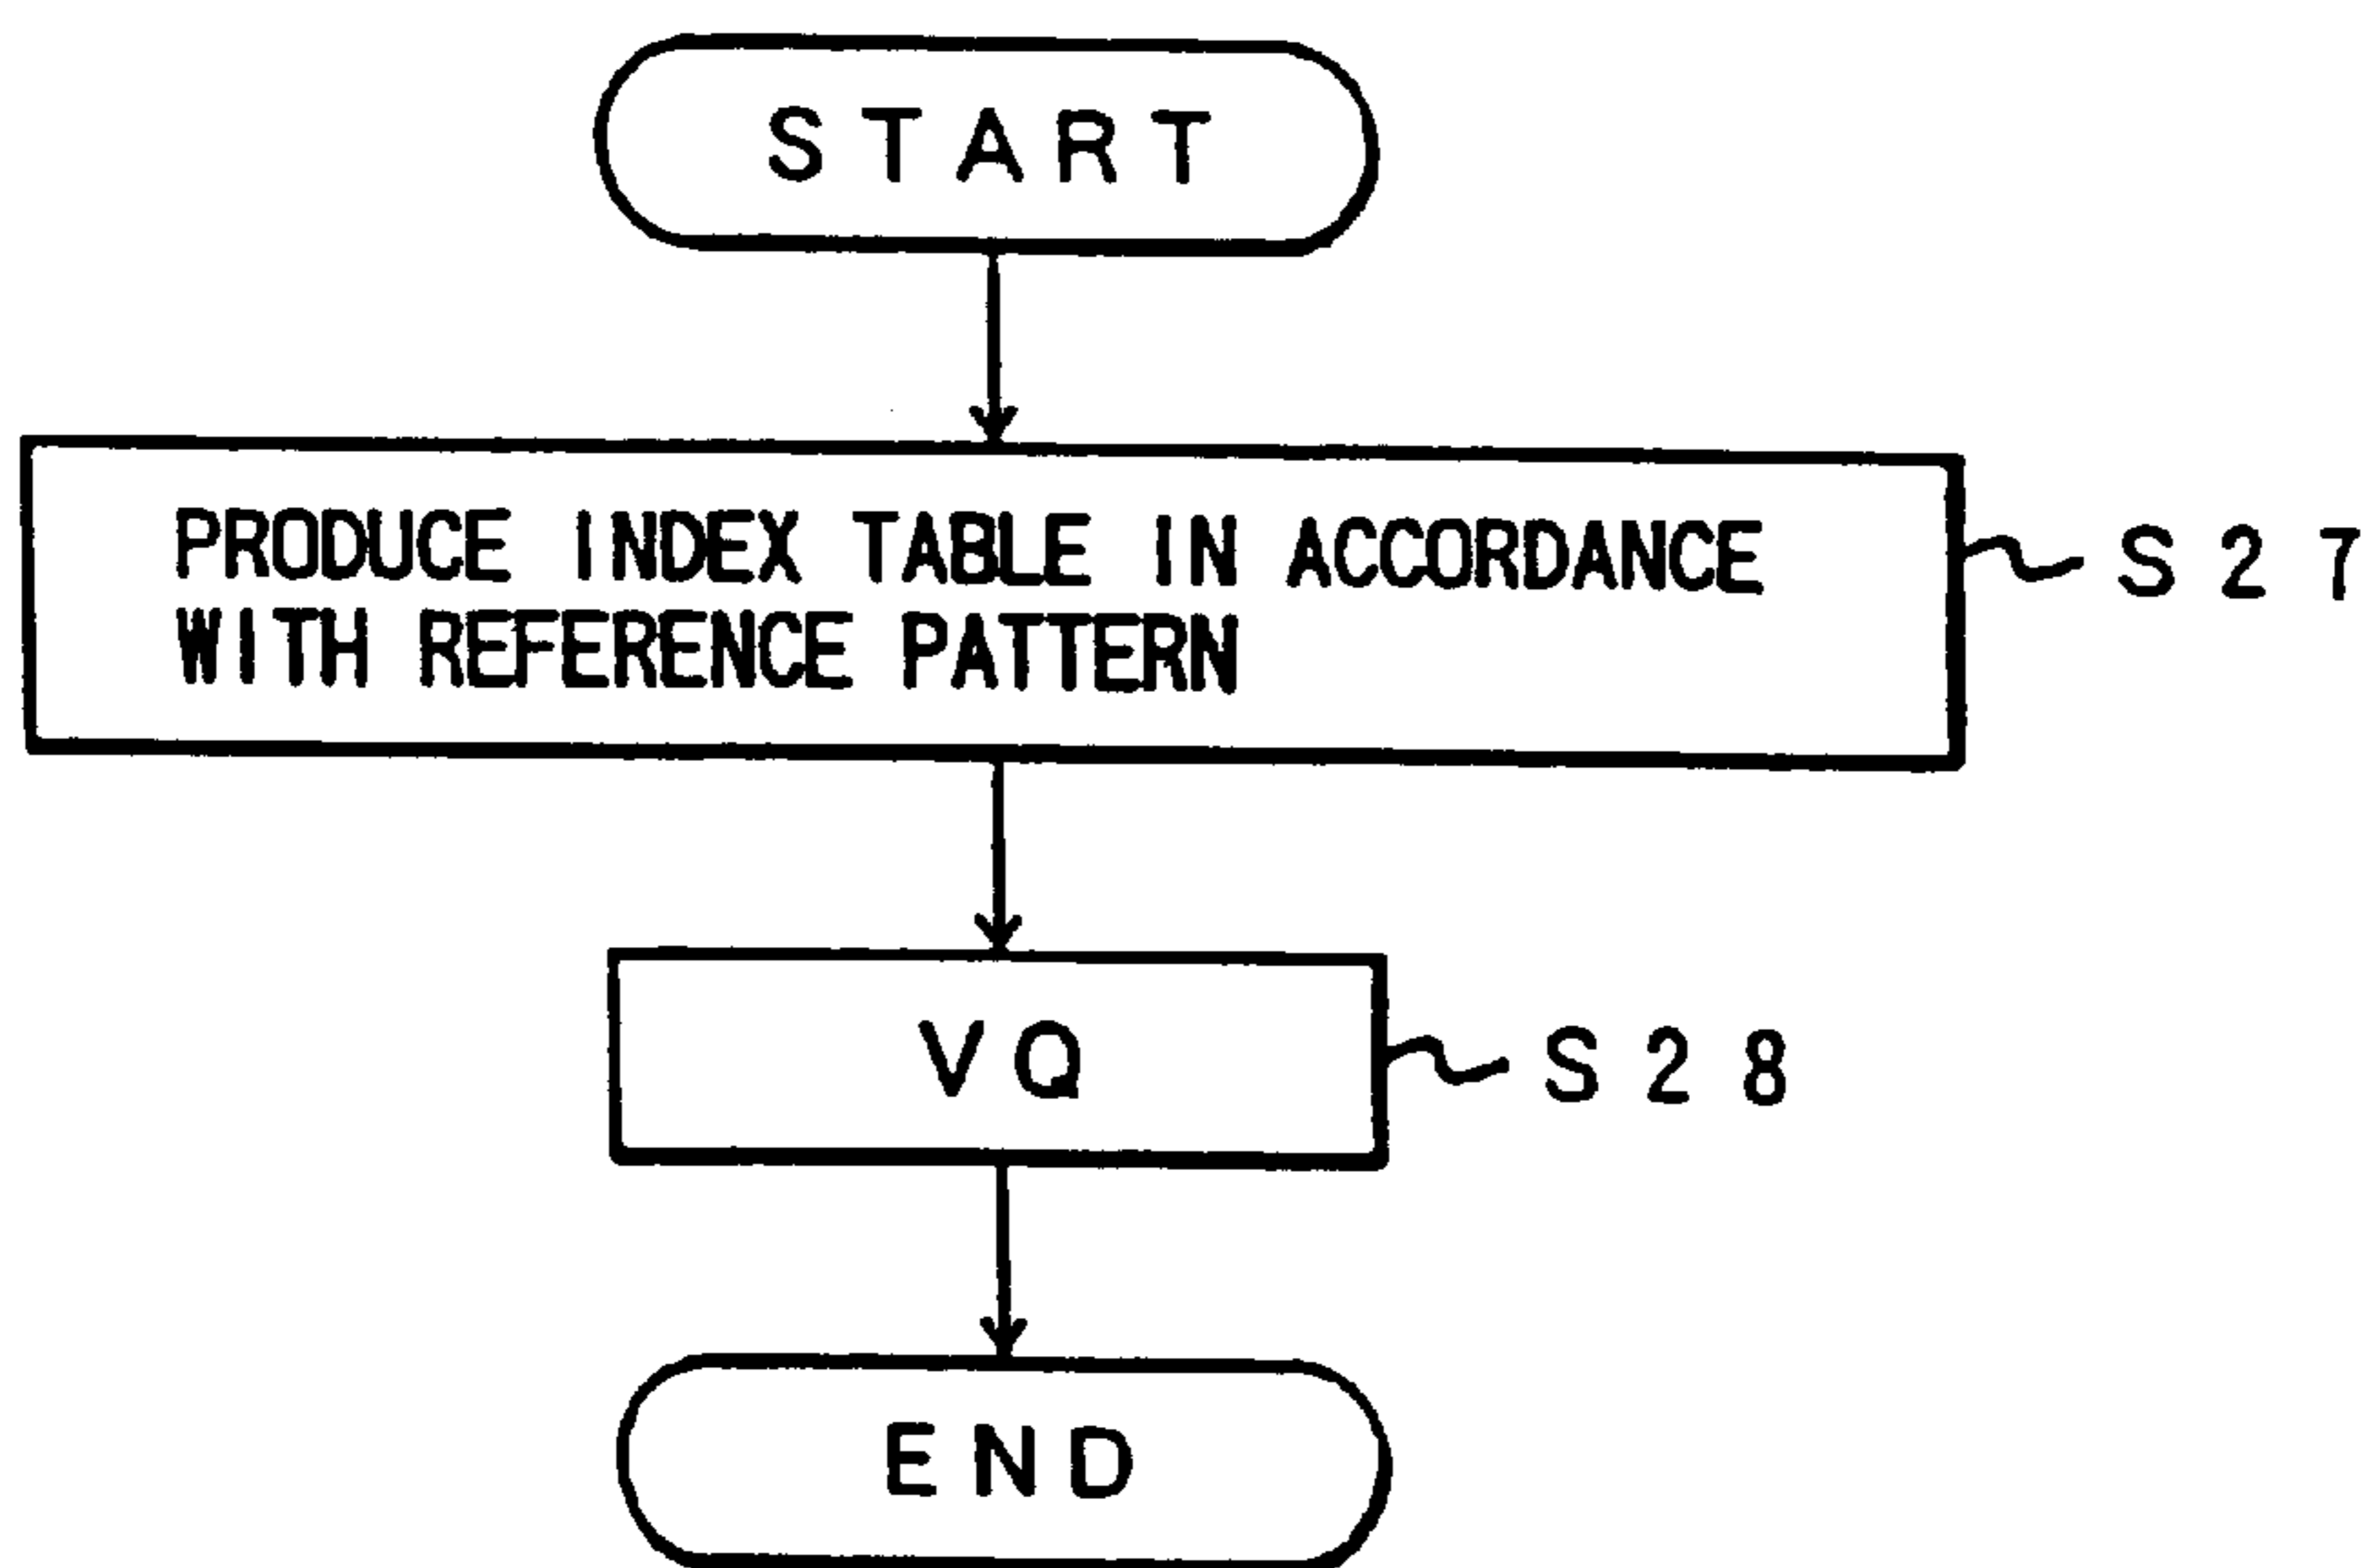 START
PRODUCE INDEX TABLE IN ACCORDANCE
WITH REFERENCE PATTERN
S27
VQ
S28
END